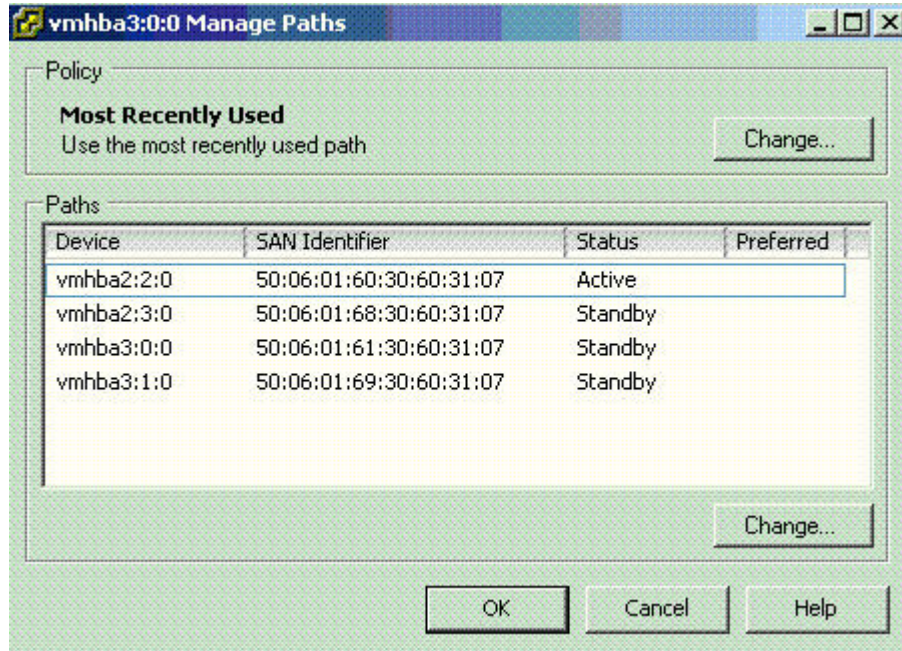 vmhba3:0:0 Manage Paths
Policy
Most Recently Used
Use the most recently used path
Change...
Paths
Device SAN Identifier Status Preferred
vmhba2:2:0 50:06:01:60:30:60:31:07 Active
vmhba2:3:0 50:06:01:68:30:60:31:07 Standby
vmhba3:0:0 50:06:01:61:30:60:31:07 Standby
vmhba3:1:0 50:06:01:69:30:60:31:07 Standby
Change...
OK Cancel Help